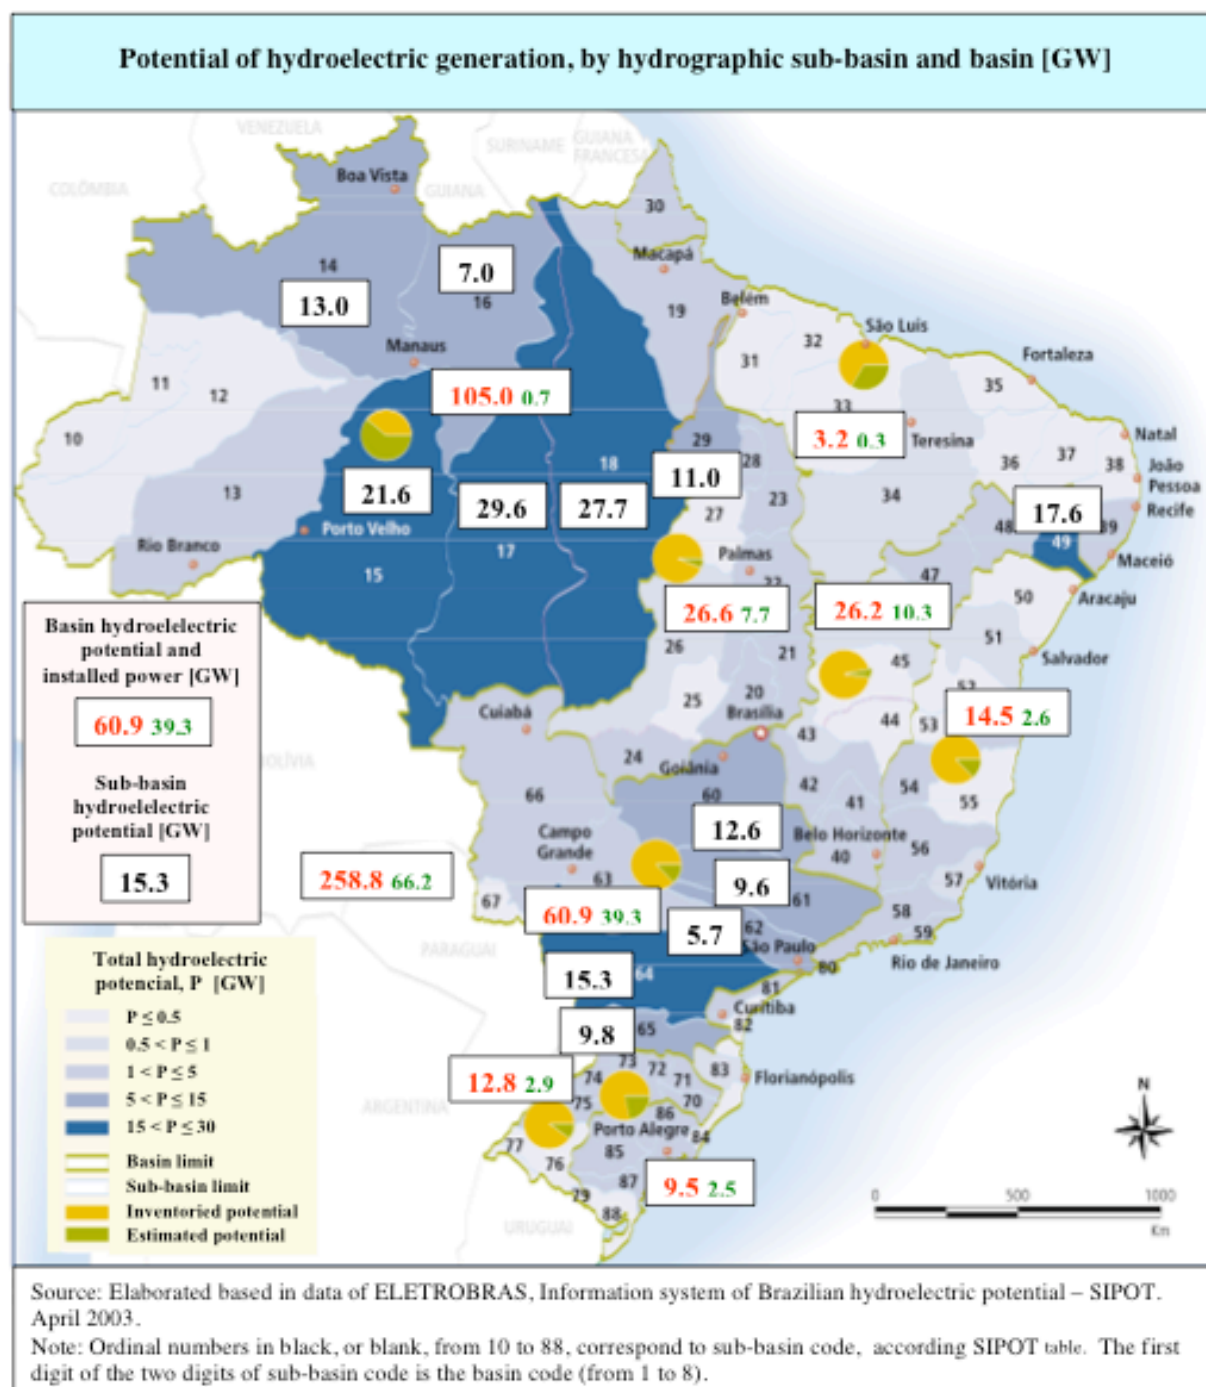 Potential of hydroelectric generation, by hydrographic sub-basin and basin [GW]
VENEZUELA
SURINAME
GUIANA
FRANCESA
COLÔMBIA
Boa Vista
GUIANA
30
Macapá
14
7.0
16
13.0
19
Belém
São Luis
32
Manaus
31
Fortaleza
11
12
105.0 0.7
35
33
3.2 0.3
Teresina
10
29
28
36
37
38
Natal
João
Pessoa
18
11.0
13
21.6
29.6
27.7
27
23
34
17.6
48
39
Recife
49
Porto Velho
Rio Branco
17
Palmas
Maceió
15
22
47
Aracaju
50
26.6 7.7
26.2 10.3
51
Basin hydroelelectric
potential and
installed power [GW]
60.9 39.3
26
21
45
Salvador
52
25
20
Cuiabá
Brasília
44
53
14.5 2.6
43
24
Goiânia
BOLÍVIA
Sub-basin
hydroelelectric
potential [GW]
15.3
42
54
66
60
41
55
12.6
Belo Horizonte
40
Campo
Grande
56
258.8 66.2
63
9.6
57
Vitória
67
61
58
60.9 39.3
5.7
62
59
PARAGUAI
São Paulo
Rio de Janeiro
80
15.3
64
81
Curitiba
82
9.8
65
Total hydroelectric
potencial, P [GW]
P ≤ 0.5
0.5 < P ≤ 1
1 < P ≤ 5
5 < P ≤ 15
15 < P ≤ 30
Basin limit
Sub-basin limit
Inventoried potential
Estimated potential
73
72
12.8 2.9
74
71
83
Florianópolis
75
70
ARGENTINA
86
Porto Alegre
84
77
76
85
87
9.5 2.5
79
88
URUGUAI
N
0 500 1000
Km
Source: Elaborated based in data of ELETROBRAS, Information system of Brazilian hydroelectric potential – SIPOT.
April 2003.
Note: Ordinal numbers in black, or blank, from 10 to 88, correspond to sub-basin code, according SIPOT table. The first
digit of the two digits of sub-basin code is the basin code (from 1 to 8).